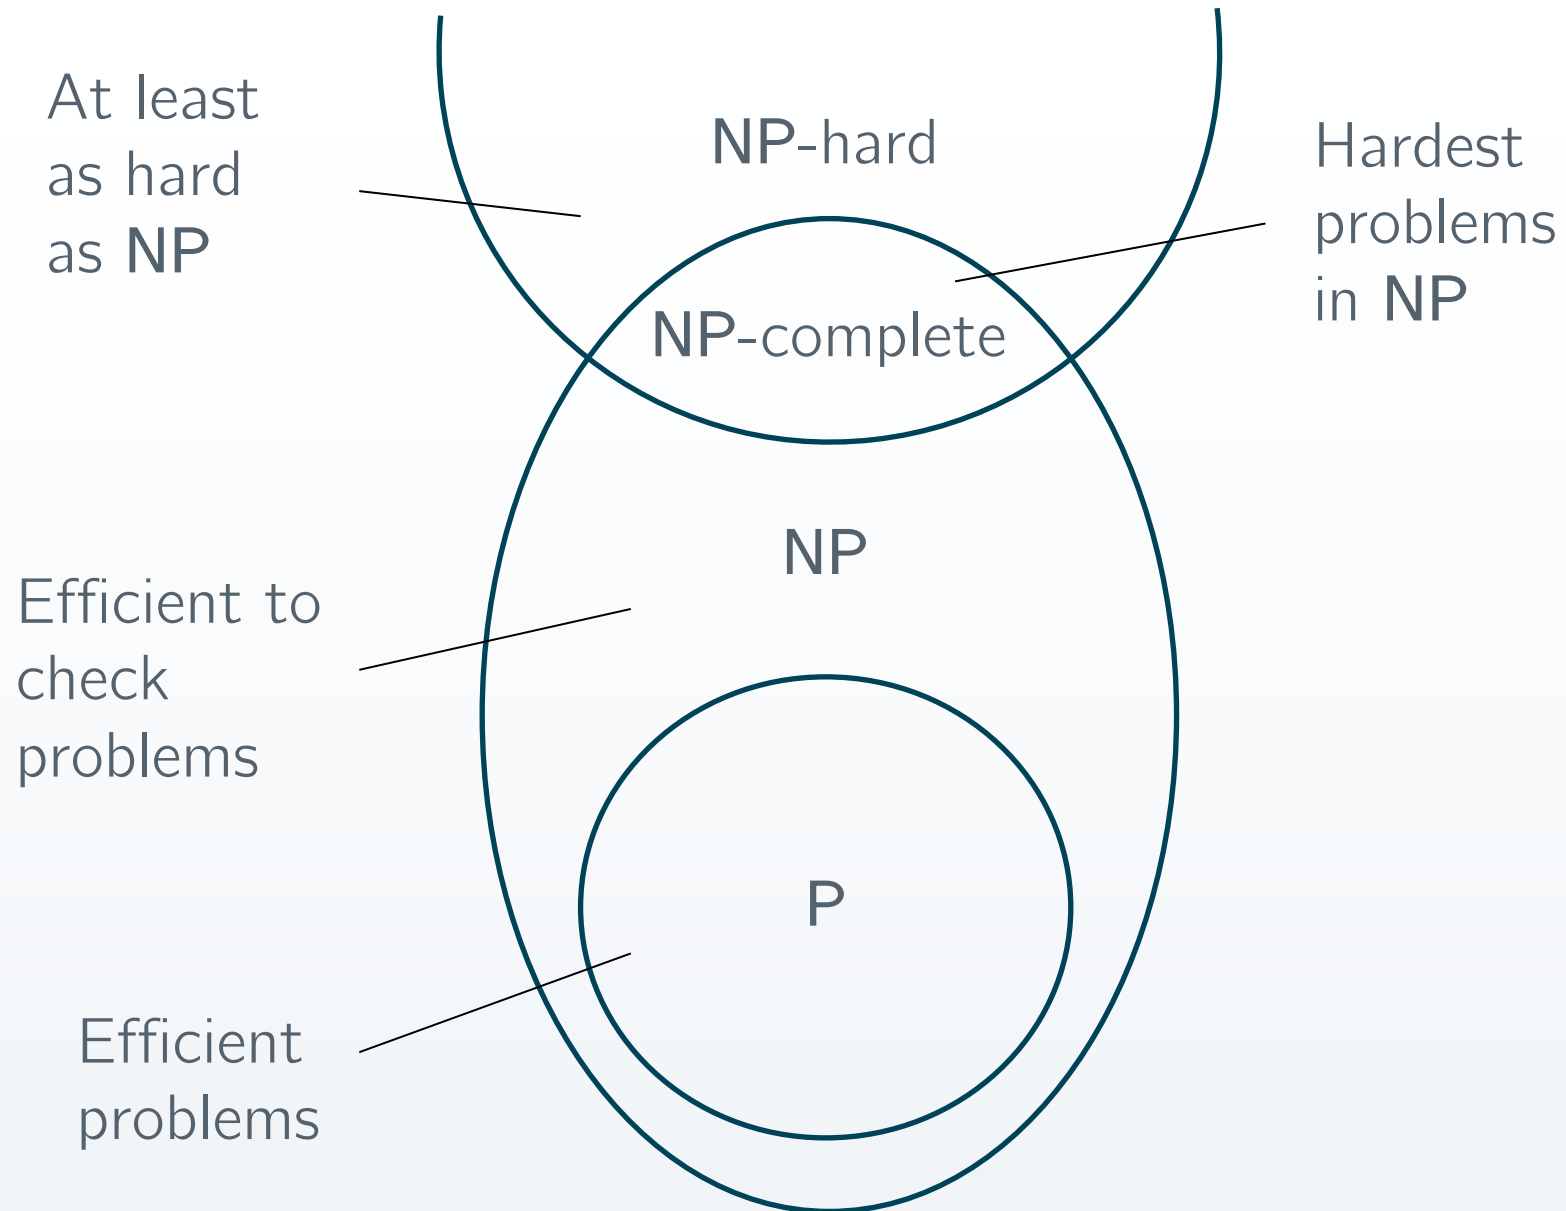 At least
as hard
as NP
NP-hard
Hardest
problems
in NP
NP-complete
NP
Efficient to
check
problems
P
Efficient
problems